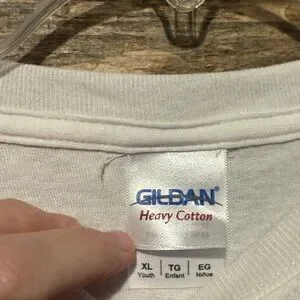 GILDAN®
Heavy Cotton
XL TG EG
Youth Enfant Niños